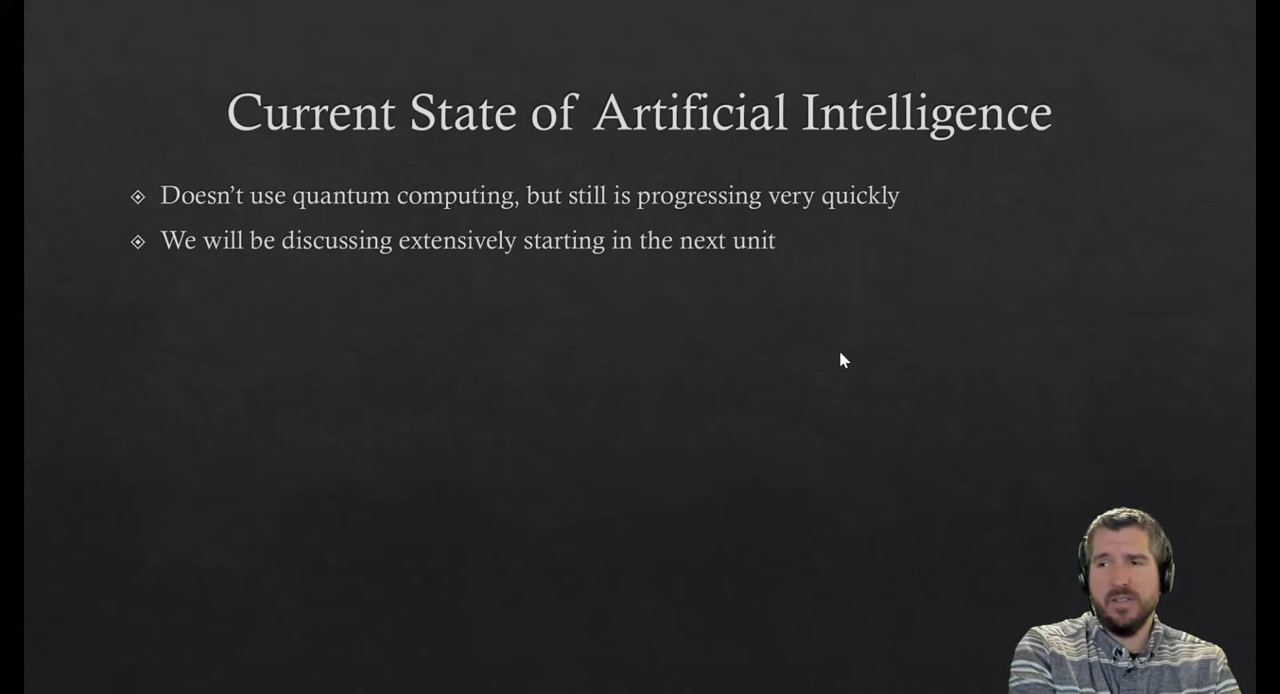 Current State of Artificial Intelligence
Doesn’t use quantum computing, but still is progressing very quickly
We will be discussing extensively starting in the next unit